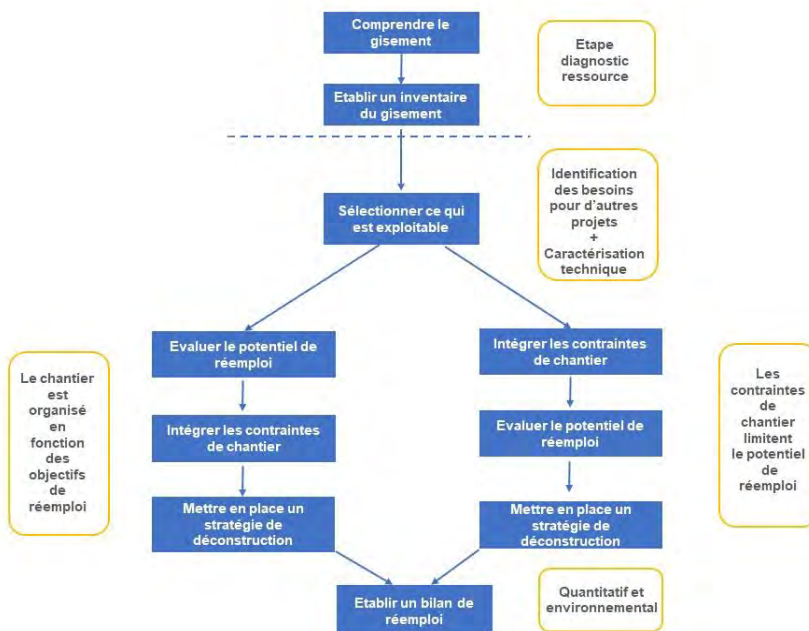 Comprendre le
gisement
Etape
diagnostic
ressource
Etablir un inventaire
du gisement
Identification
des besoins
pour d'autres
projets
+
Caractérisation
technique
Sélectionner ce qui
est exploitable
Evaluer le potentiel de
réemploi
Intégrer les contraintes
de chantier
Le chantier
est
organisé
en
fonction
des
objectifs
de
réemploi
Les
contraintes
de
chantier
limitent
le potentiel
de
réemploi
Intégrer les contraintes
de chantier
Evaluer le potentiel de
réemploi
Mettre en place un
stratégie de
déconstruction
Mettre en place un
stratégie de
déconstruction
Etablir un bilan de
réemploi
Quantitatif et
environnemental